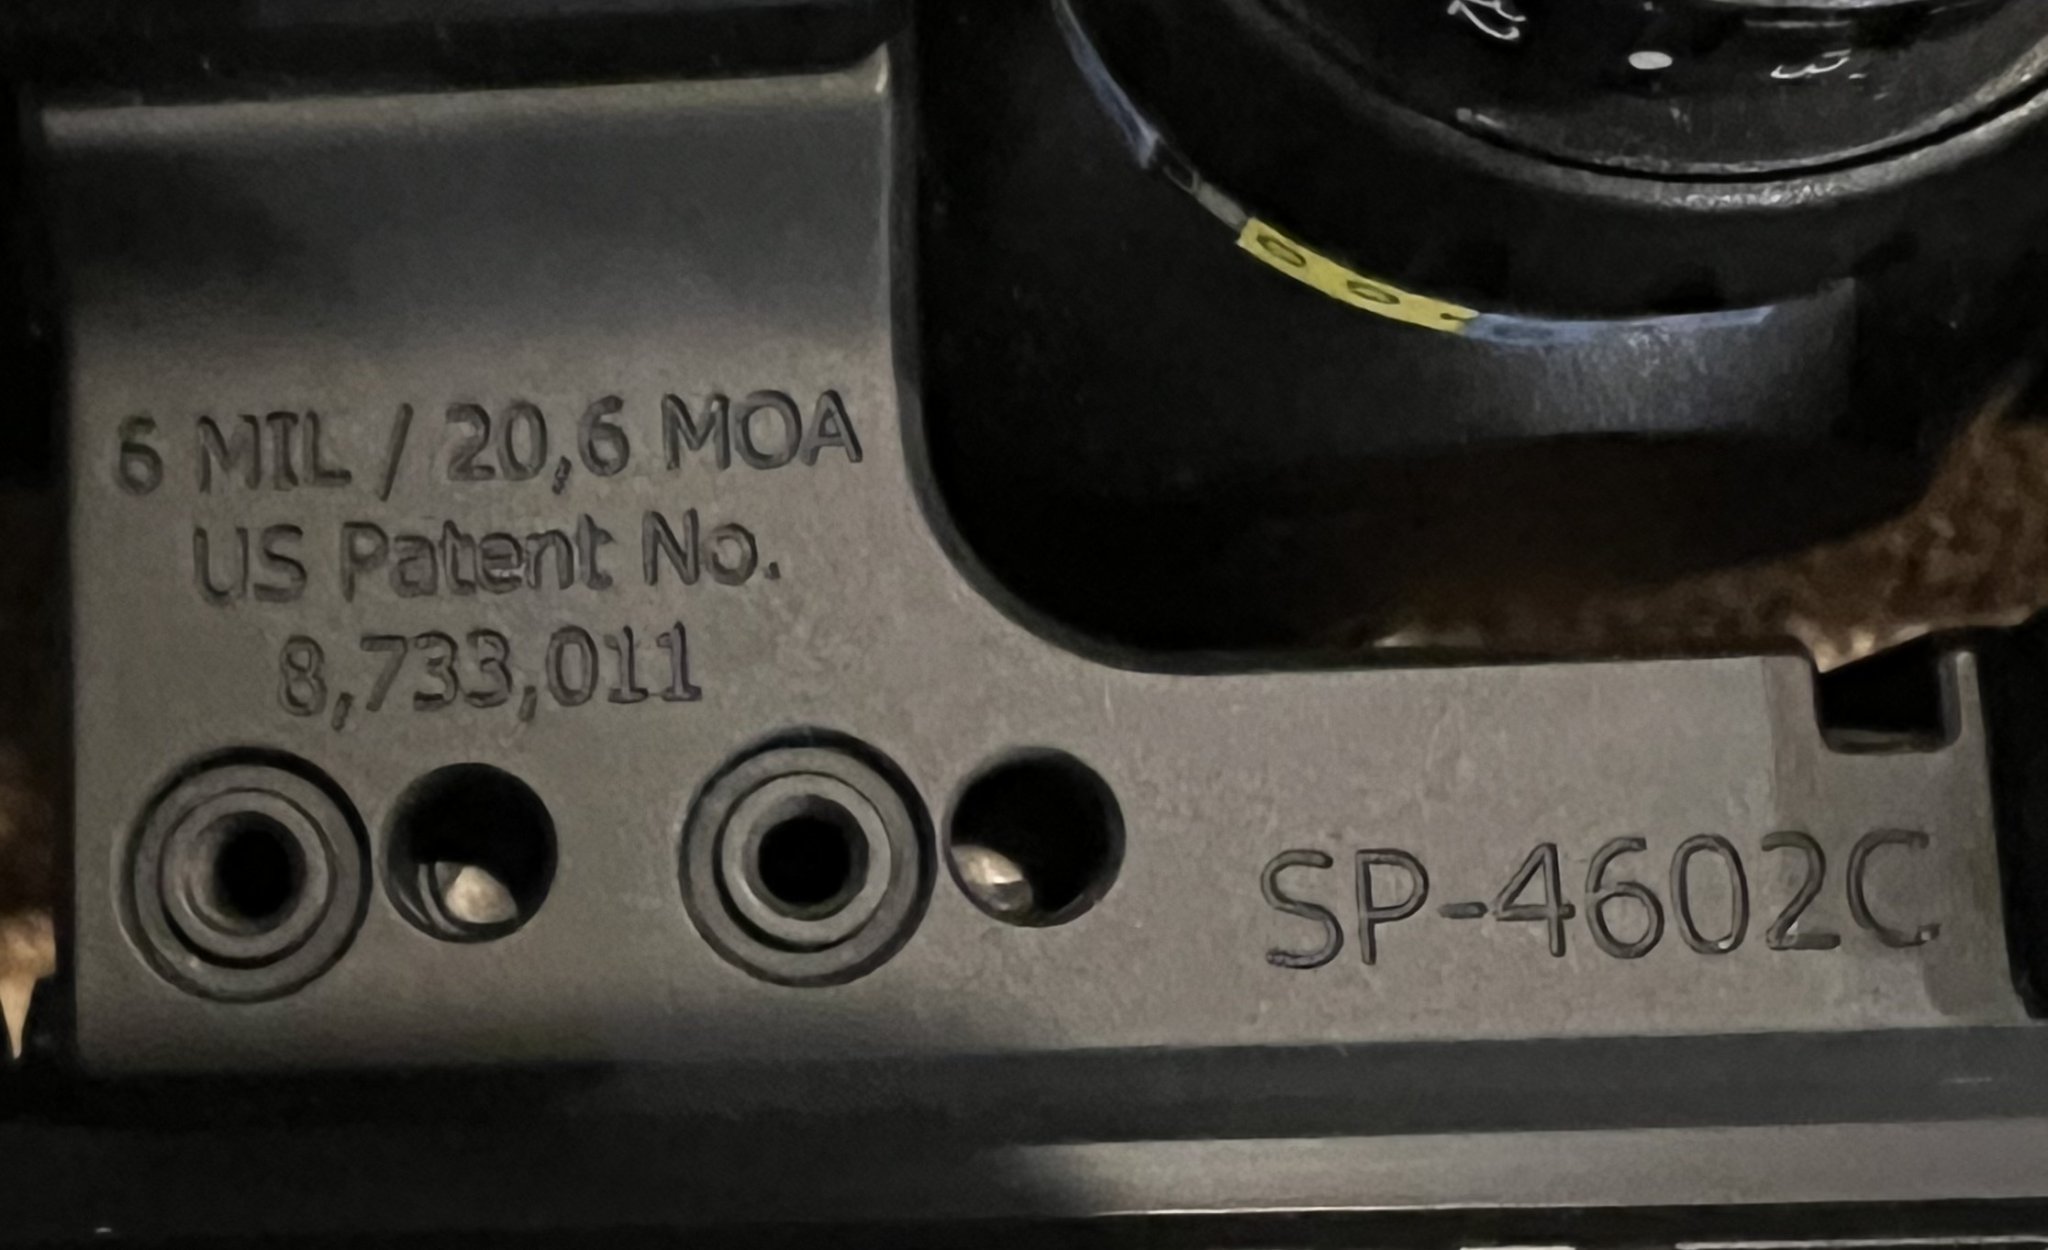 6 MIL / 20,6 MOA
US Patent No.
8,733,011
SP-4602C